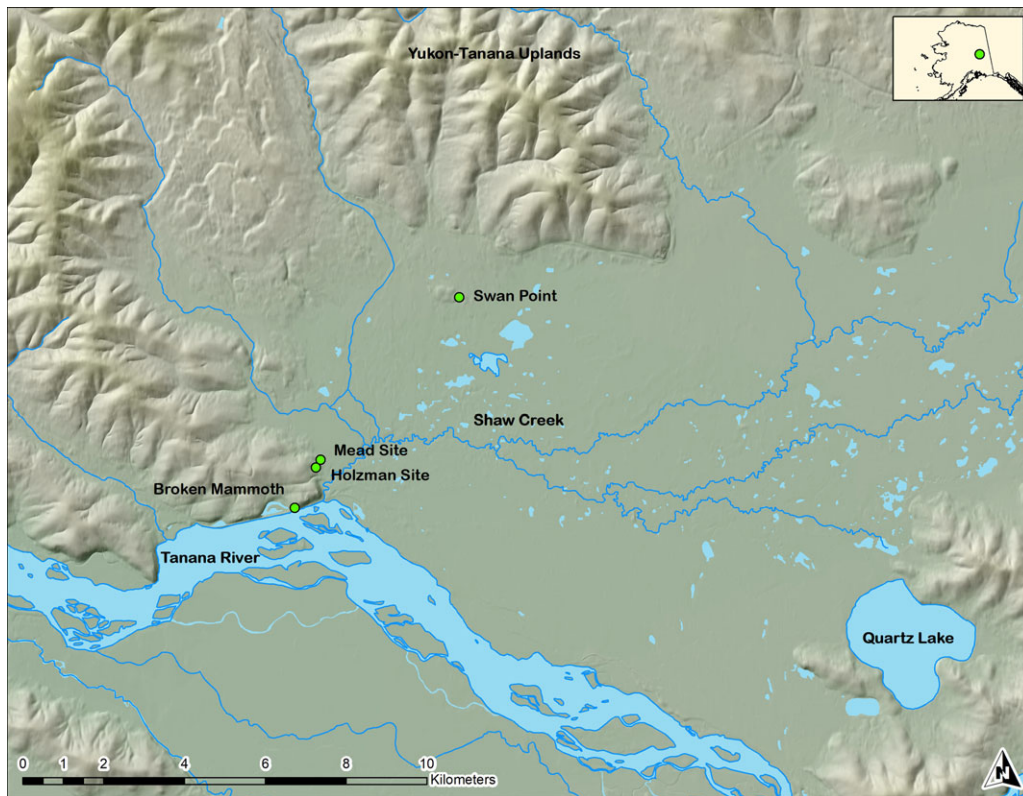 Yukon-Tanana Uplands
Swan Point
Shaw Creek
Mead Site
Holzman Site
Broken Mammoth
Tanana River
Quartz Lake
0 1 2 4 6 8 10
Kilometers
N